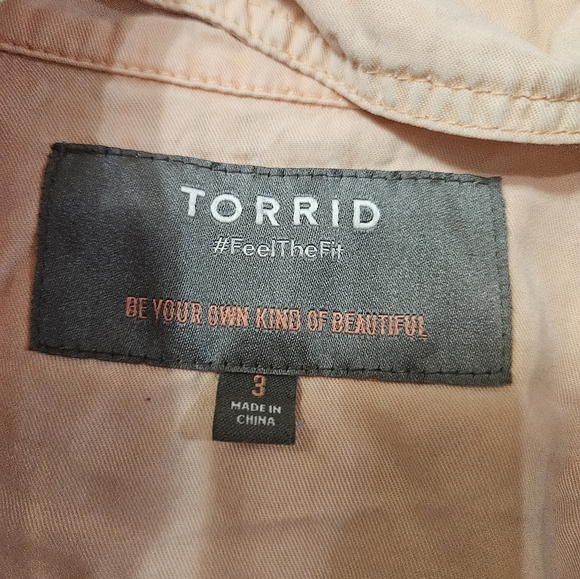 TORRID
#FeelTheFit
BE YOUR OWN KIND OF BEAUTIFUL
3
MADE IN
CHINA